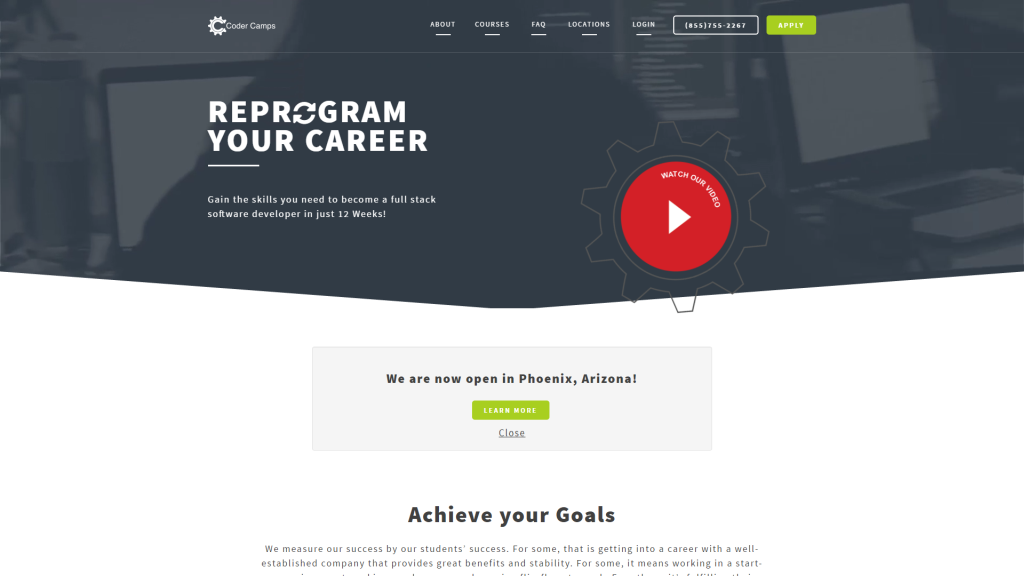 Coder Camps
ABOUT
COURSES
FAQ
LOCATIONS
LOGIN
(855)755-2267
APPLY
REPROGRAM
YOUR CAREER
Gain the skills you need to become a full stack
software developer in just 12 Weeks!
WATCH OUR VIDEO
We are now open in Phoenix, Arizona!
LEARN MORE
Close
Achieve your Goals
We measure our success by our students' success. For some, that is getting into a career with a well-
established company that provides great benefits and stability. For some, it means working in a start-